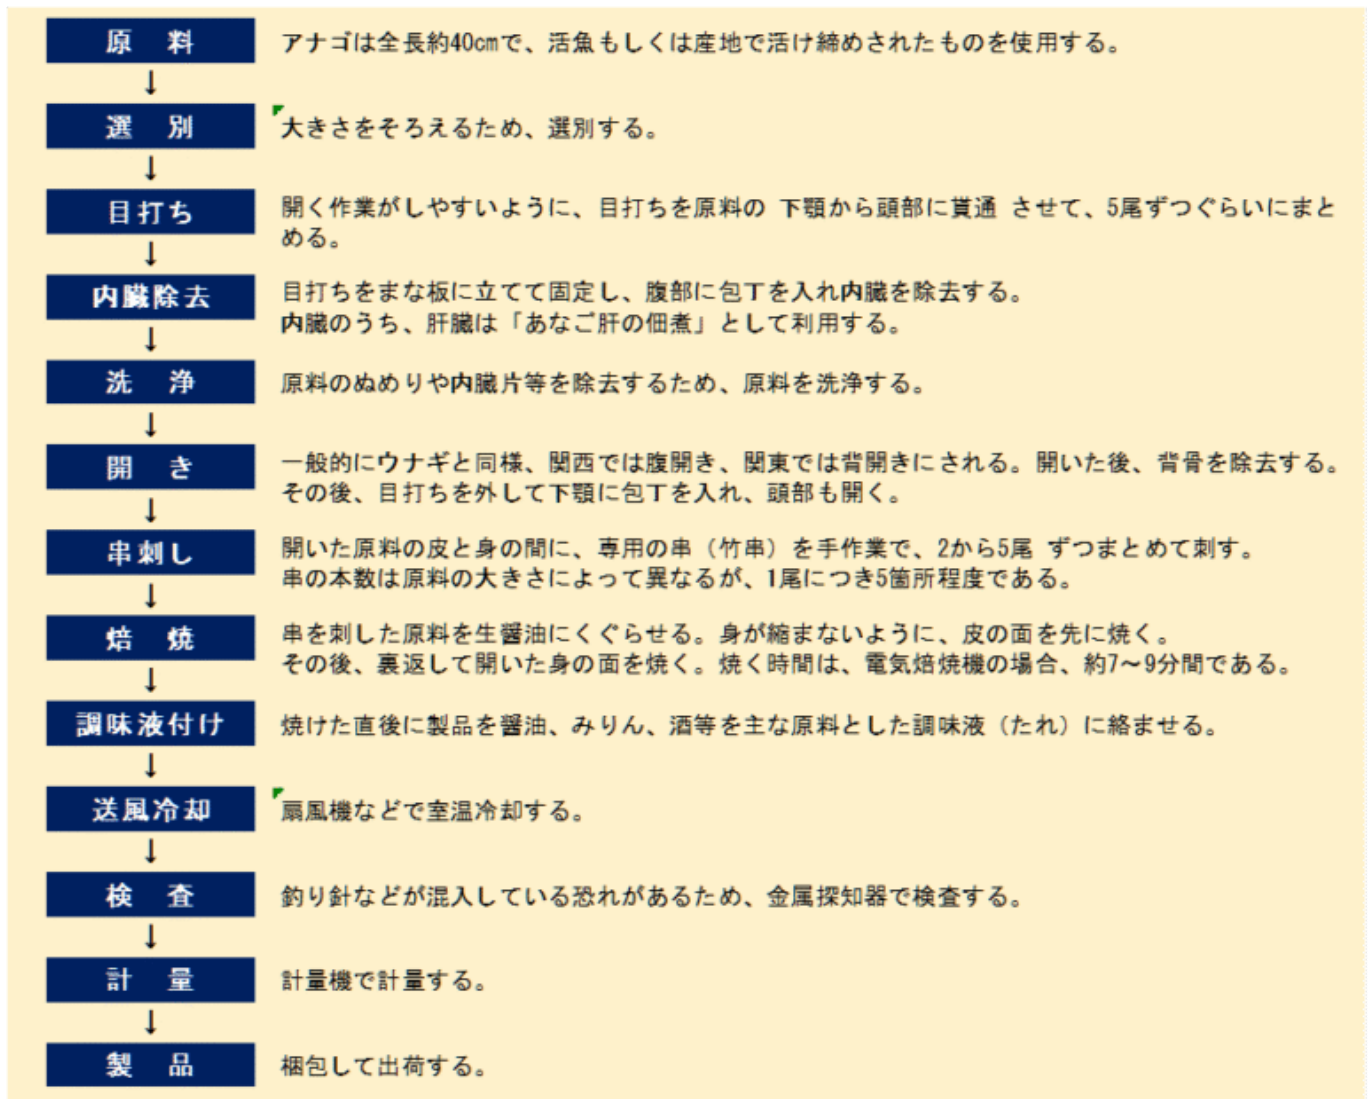 原　料
アナゴは全長約40㎝で、活魚もしくは産地で活け締めされたものを使用する。
↓
選　別
大きさをそろえるため、選別する。
↓
目打ち
開く作業がしやすいように、目打ちを原料の 下顎から頭部に貫通 させて、5尾ずつぐらいにまと
める。
↓
内臓除去
目打ちをまな板に立てて固定し、腹部に包丁を入れ内臓を除去する。
内臓のうち、肝臓は「あなご肝の佃煮」として利用する。
↓
洗　浄
原料のぬめりや内臓片等を除去するため、原料を洗浄する。
↓
開　き
一般的にウナギと同様、関西では腹開き、関東では背開きにされる。開いた後、背骨を除去する。
その後、目打ちを外して下顎に包丁を入れ、頭部も開く。
↓
串刺し
開いた原料の皮と身の間に、専用の串（竹串）を手作業で、2から5尾 ずつまとめて刺す。
串の本数は原料の大きさによって異なるが、1尾につき5箇所程度である。
↓
焙　焼
串を刺した原料を生醤油にくぐらせる。身が縮まないように、皮の面を先に焼く。
その後、裏返して開いた身の面を焼く。焼く時間は、電気焙焼機の場合、約7～9分間である。
↓
調味液付け
焼けた直後に製品を醤油、みりん、酒等を主な原料とした調味液（たれ）に絡ませる。
↓
送風冷却
扇風機などで室温冷却する。
↓
検　査
釣り針などが混入している恐れがあるため、金属探知器で検査する。
↓
計　量
計量機で計量する。
↓
製　品
梱包して出荷する。